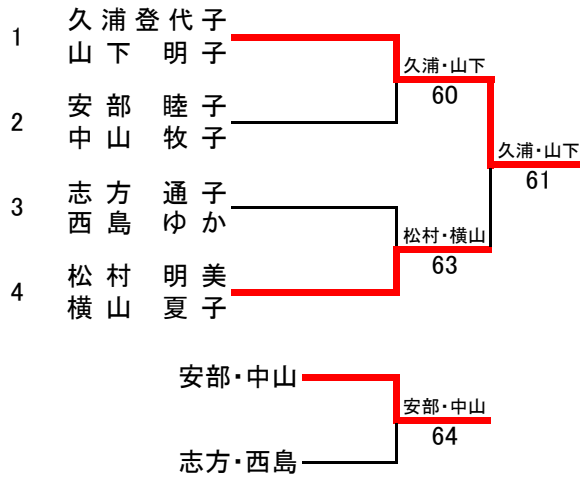 1
久浦登代子
山下 明子
2
安部 睦子
中山 牧子
3
志方 通子
西島 ゆか
4
松村 明美
横山 夏子
久浦・山下
60
松村・横山
63
久浦・山下
61
安部・中山
志方・西島
安部・中山
64